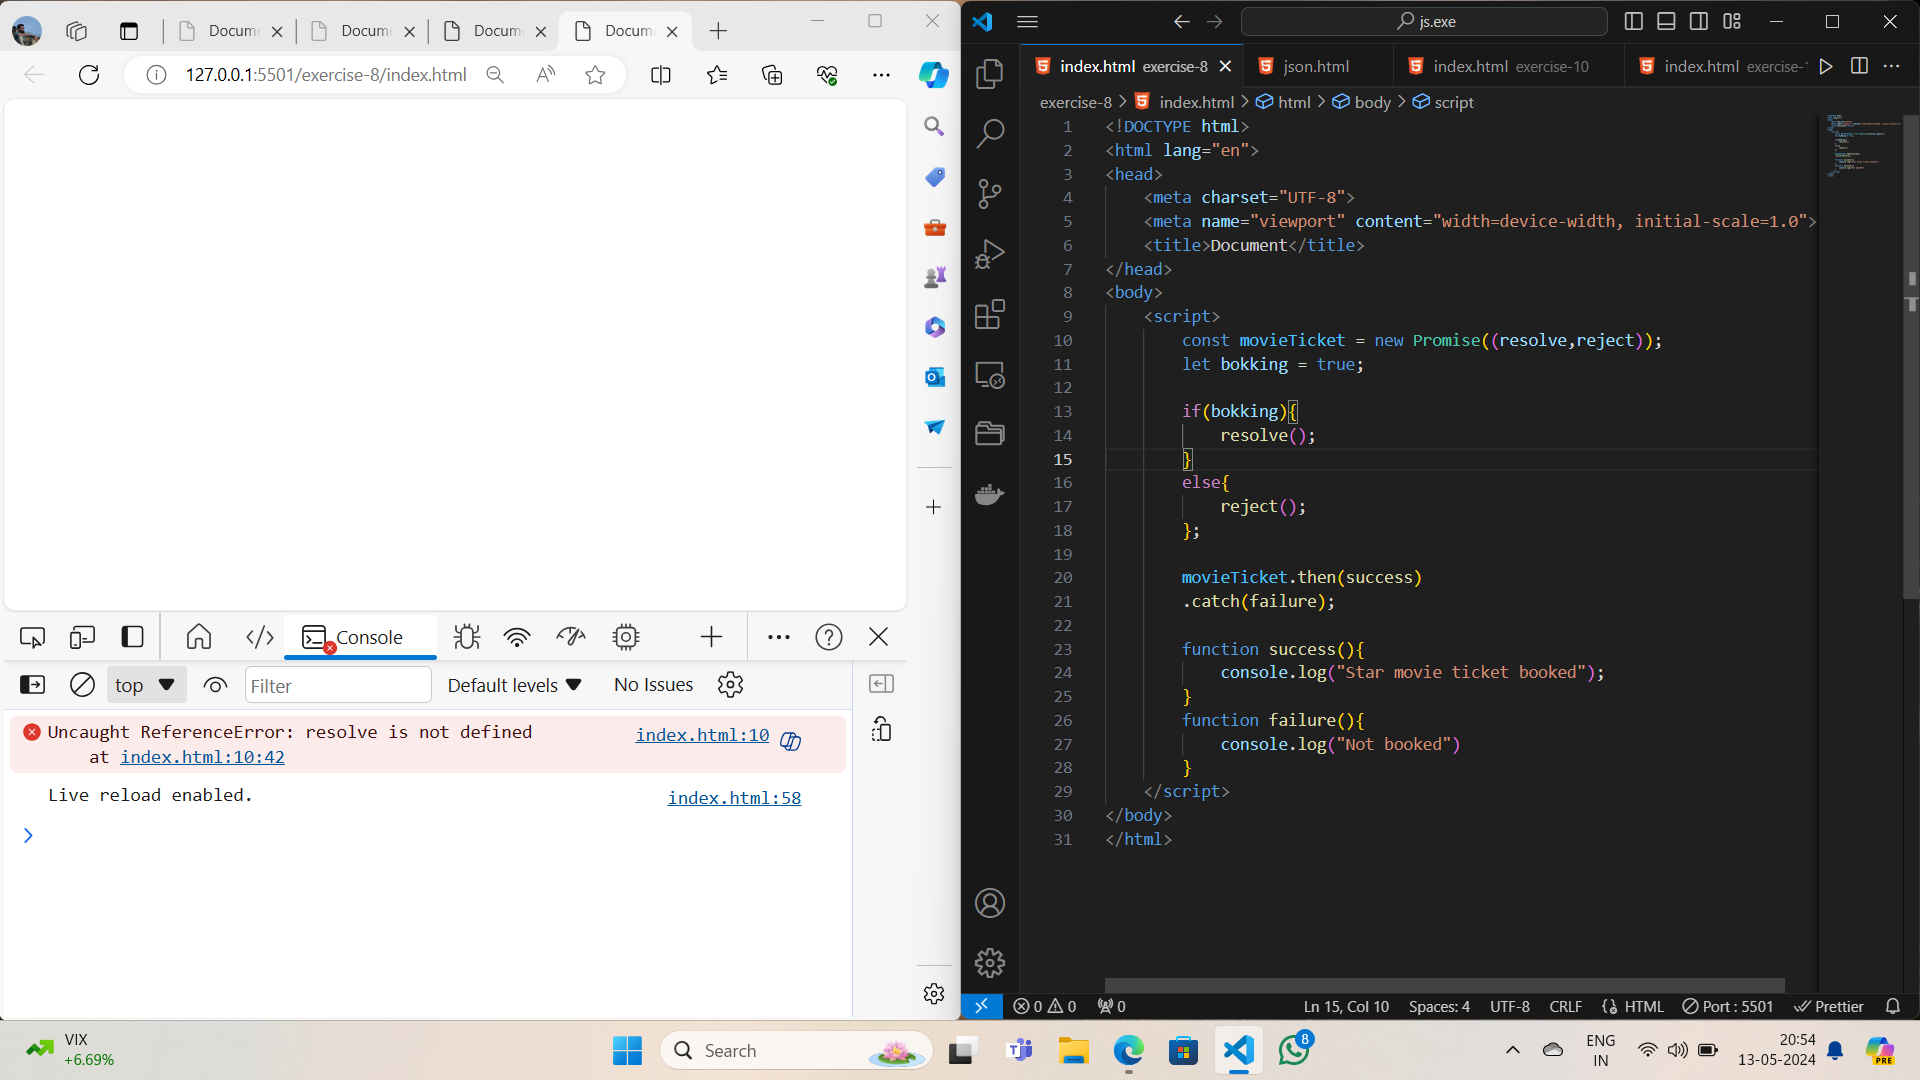 Docum
Docum
Docum
Docum
127.0.0.1:5501/exercise-8/index.html
Console
top
Filter
Default levels
No Issues
Uncaught ReferenceError: resolve is not defined
at index.html:10:42
index.html:10
Live reload enabled.
index.html:58
js.exe
index.html exercise-8
json.html
index.html exercise-10
index.html exercise-
exercise-8 > index.html > html > body > script
1 <!DOCTYPE html>
2 <html lang="en">
3 <head>
4 <meta charset="UTF-8">
5 <meta name="viewport" content="width=device-width, initial-scale=1.0">
6 <title>Document</title>
7 </head>
8 <body>
9 <script>
10 const movieTicket = new Promise((resolve,reject));
11 let bokking = true;
12
13 if(bokking){
14 resolve();
15 }
16 else{
17 reject();
18 };
19
20 movieTicket.then(success)
21 .catch(failure);
22
23 function success(){
24 console.log("Star movie ticket booked");
25 }
26 function failure(){
27 console.log("Not booked")
28 }
29 </script>
30 </body>
31 </html>
0 0
0
Ln 15, Col 10
Spaces: 4
UTF-8
CRLF
HTML
Port : 5501
Prettier
VIX
+6.69%
Search
8
ENG
IN
20:54
13-05-2024
PRE